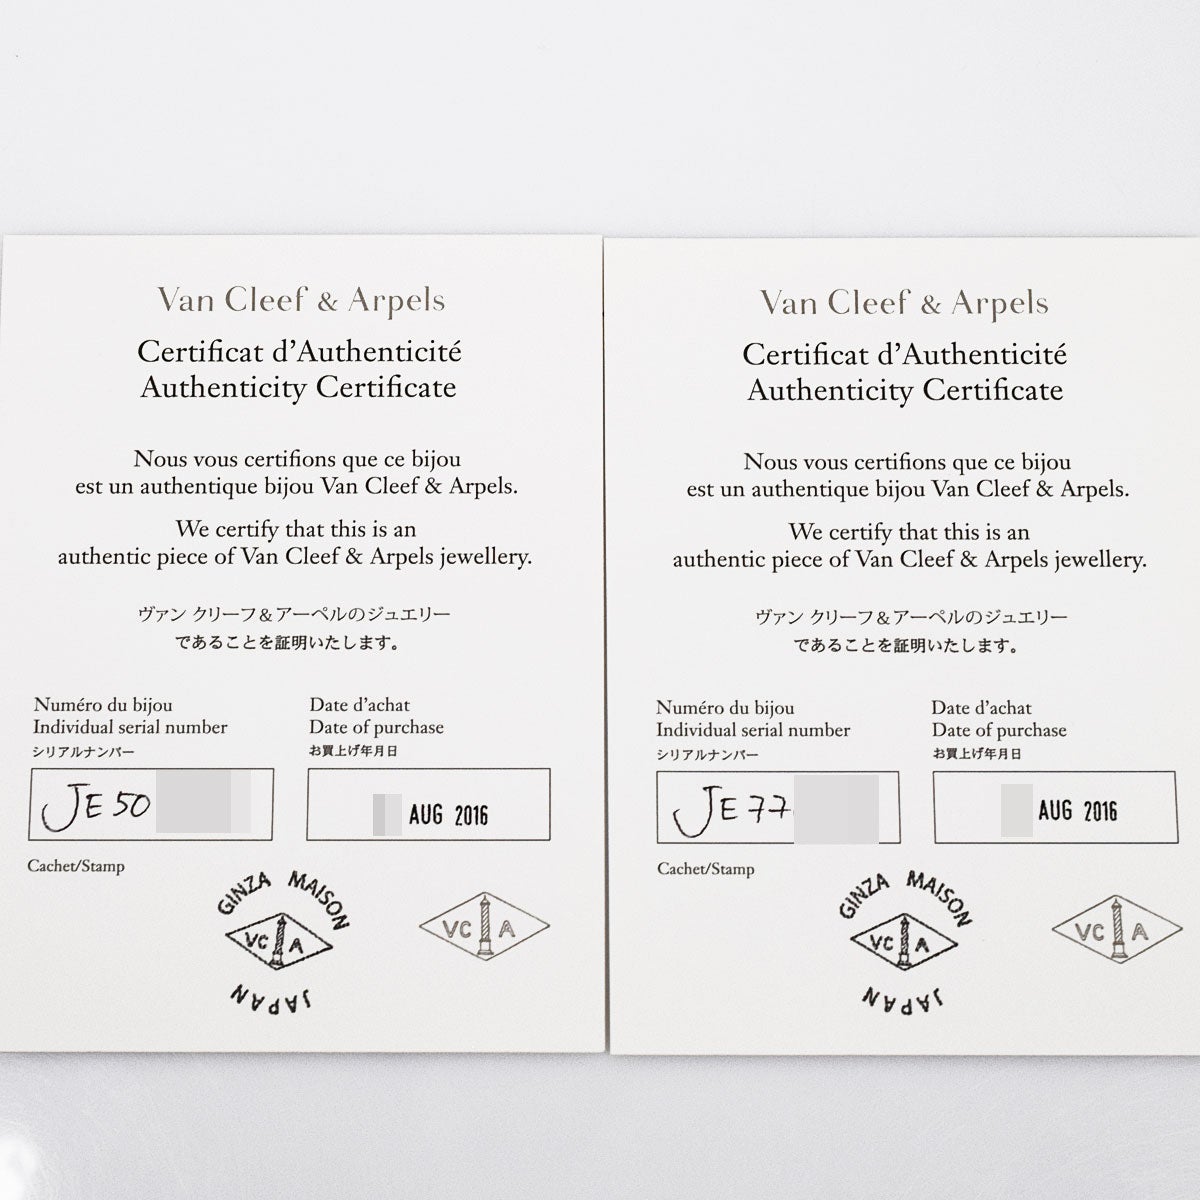 Van Cleef & Arpels
Certificat d'Authenticité
Authenticity Certificate
Nous vous certifions que ce bijou
est un authentique bijou Van Cleef & Arpels.
We certify that this is an
authentic piece of Van Cleef & Arpels jewellery.
ヴァン クリーフ&アーペルのジュエリー
であることを証明いたします。
Numéro du bijou
Individual serial number
シリアルナンバー
JE50
Date d'achat
Date of purchase
お買上げ年月日
AUG 2016
Cachet/Stamp
GINZA MAISON
VC A
JAPAN
VC A
Van Cleef & Arpels
Certificat d'Authenticité
Authenticity Certificate
Nous vous certifions que ce bijou
est un authentique bijou Van Cleef & Arpels.
We certify that this is an
authentic piece of Van Cleef & Arpels jewellery.
ヴァン クリーフ&アーペルのジュエリー
であることを証明いたします。
Numéro du bijou
Individual serial number
シリアルナンバー
JE77
Date d'achat
Date of purchase
お買上げ年月日
AUG 2016
Cachet/Stamp
GINZA MAISON
VC A
JAPAN
VC A